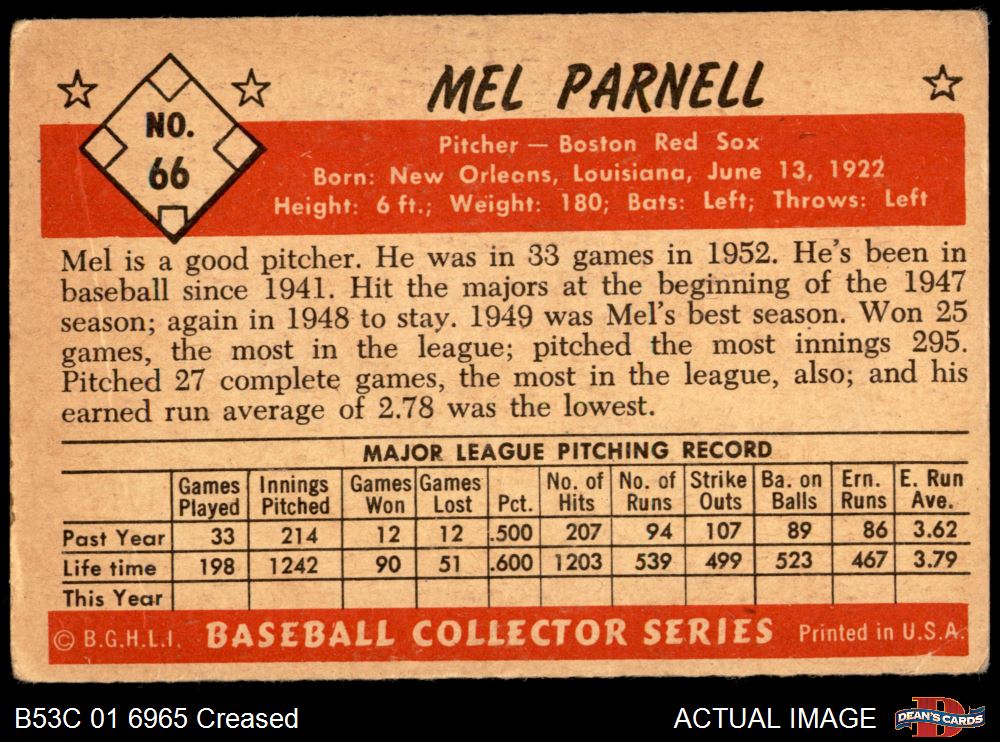 MEL PARNELL
NO.
66
Pitcher — Boston Red Sox
Born: New Orleans, Louisiana, June 13, 1922
Height: 6 ft.; Weight: 180; Bats: Left; Throws: Left
Mel is a good pitcher. He was in 33 games in 1952. He's been in
baseball since 1941. Hit the majors at the beginning of the 1947
season; again in 1948 to stay. 1949 was Mel's best season. Won 25
games, the most in the league; pitched the most innings 295.
Pitched 27 complete games, the most in the league, also; and his
earned run average of 2.78 was the lowest.
MAJOR LEAGUE PITCHING RECORD
Games Played Innings Pitched Games Won Games Lost Pct. No. of Hits No. of Runs Strike Outs Ba. on Balls Ern. Runs E. Run Ave.
Past Year 33 214 12 12 .500 207 94 107 89 86 3.62
Life time 198 1242 90 51 .600 1203 539 499 523 467 3.79
This Year
© B.G.H.L.I. BASEBALL COLLECTOR SERIES Printed in U.S.A.
B53C 01 6965 Creased ACTUAL IMAGE DEAN'S CARDS